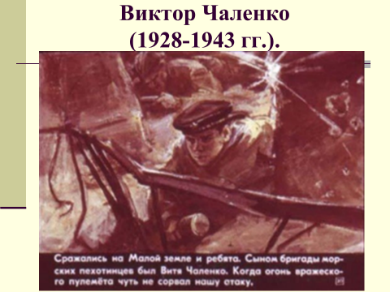 Виктор Чаленко
(1928-1943 гг.).
Сражались на Малой земле и ребята. Сыном бригады мор-
ских пехотинцев был Витя Чаленко. Когда огонь вражеско-
го пулемёта чуть не сорвал нашу атаку,